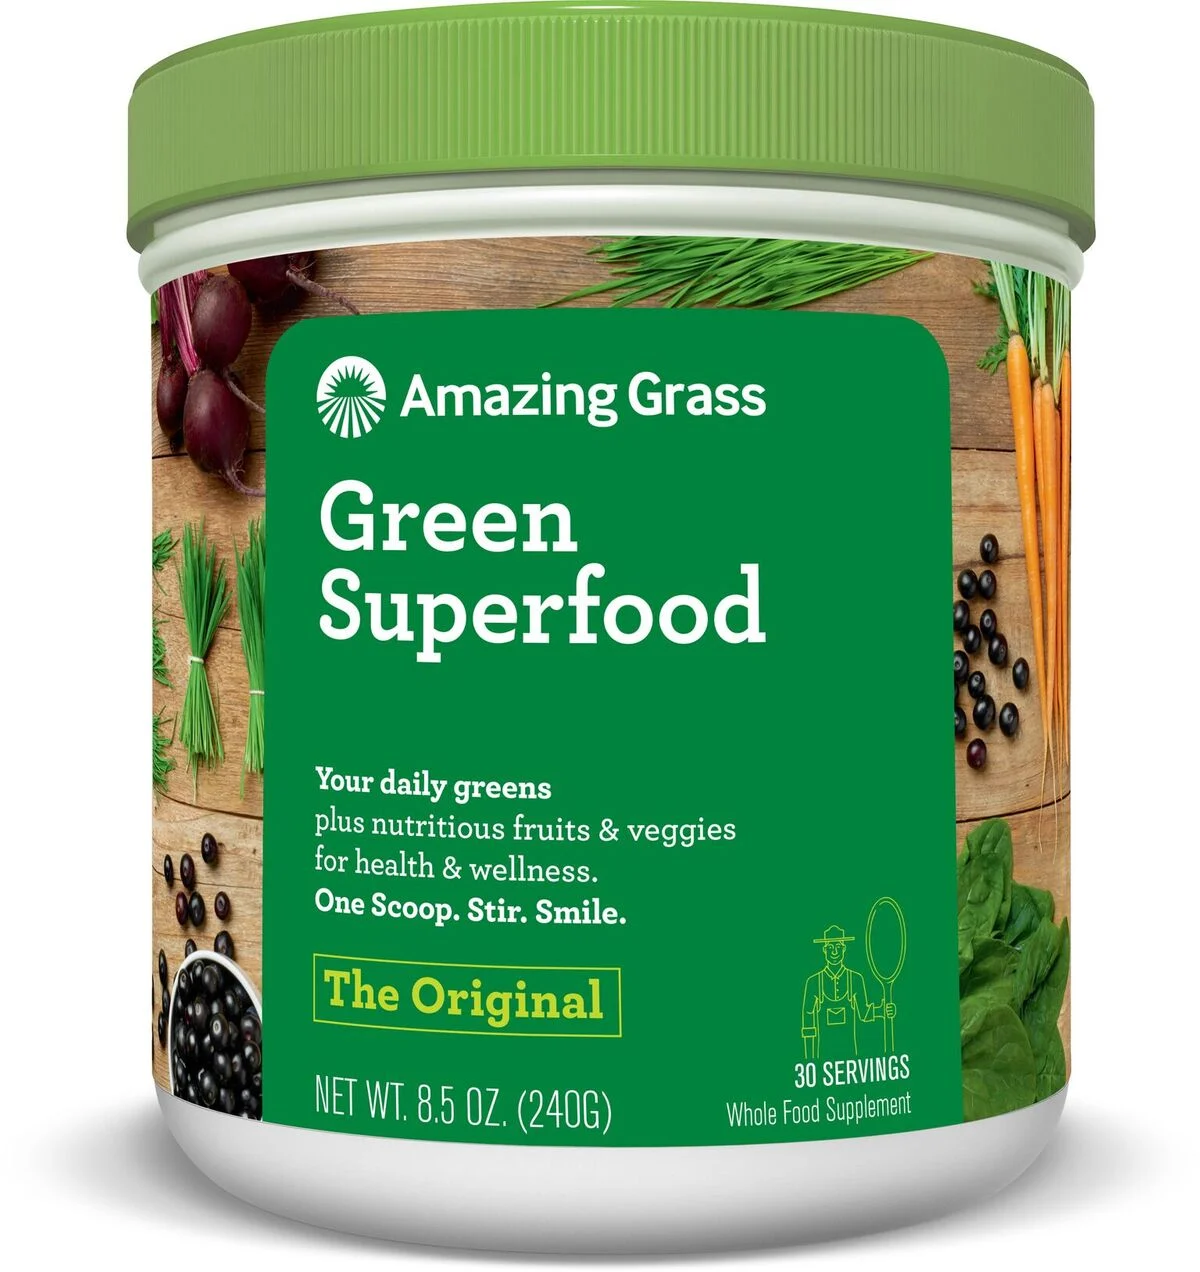 Amazing Grass
Green
Superfood
Your daily greens
plus nutritious fruits & veggies
for health & wellness.
One Scoop. Stir. Smile.
The Original
30 SERVINGS
NET WT. 8.5 OZ. (240G)
Whole Food Supplement